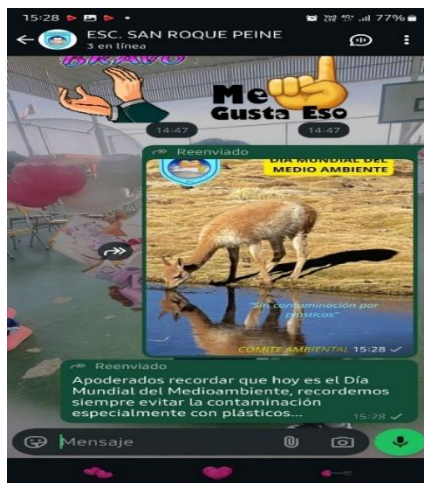 15:28
77%
ESC. SAN ROQUE PEINE
3 en línea
BRAVO
Me
Gusta Eso
14:47
14:47
Reenviado
DIA MUNDIAL DEL
MEDIO AMBIENTE
"Sin contaminación por
plásticos"
COMITE AMBIENTAL 15:28
Reenviado
Apoderados recordar que hoy es el Día
Mundial del Medioambiente, recordemos
siempre evitar la contaminación
especialmente con plásticos...
15:28
Mensaje